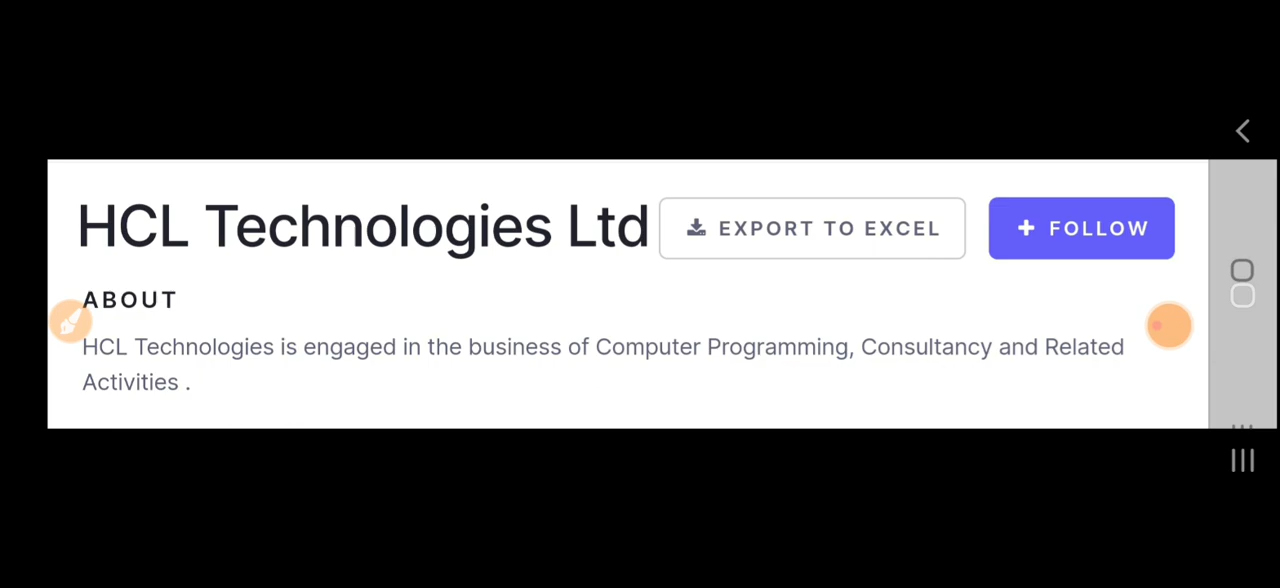 HCL Technologies Ltd EXPORT TO EXCEL FOLLOW
ABOUT
HCL Technologies is engaged in the business of Computer Programming, Consultancy and Related
Activities .